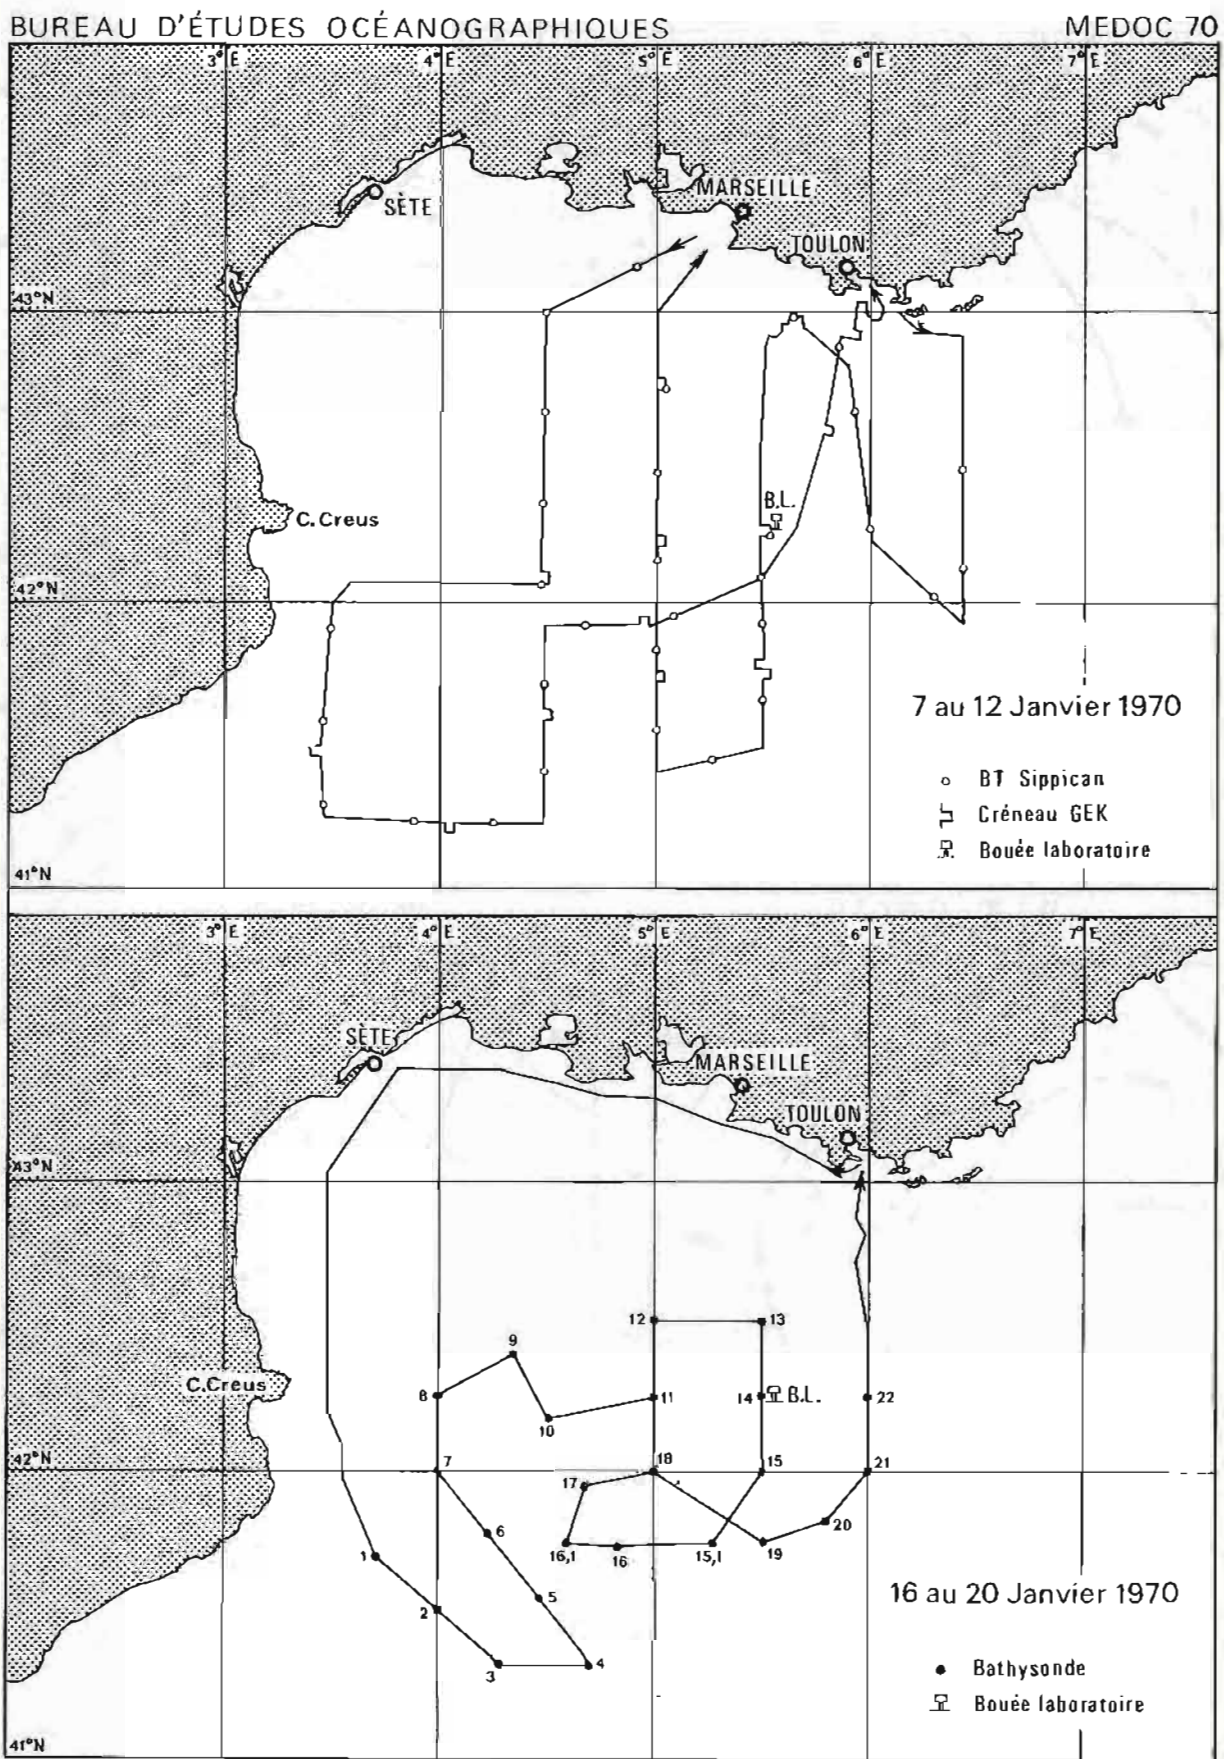 BUREAU D'ÉTUDES OCÉANOGRAPHIQUES MEDOC 70
3° E 4° E 5° E 6° E 7° E
MARSEILLE
SÈTE
TOULON
43°N
B.L.
C. Creus
42°N
7 au 12 Janvier 1970
BT Sippican
Créneau GEK
Bouée laboratoire
41°N
3° E 4° E 5° E 6° E 7° E
SÈTE
MARSEILLE
TOULON
43°N
12 13
9
C.Creus 8 11 14 B.L. 22
10
42°N 7 18 15 21
17
6 20
1 16,1 16 15,1 19
5
2
16 au 20 Janvier 1970
3 4
Bathysonde
Bouée laboratoire
41°N